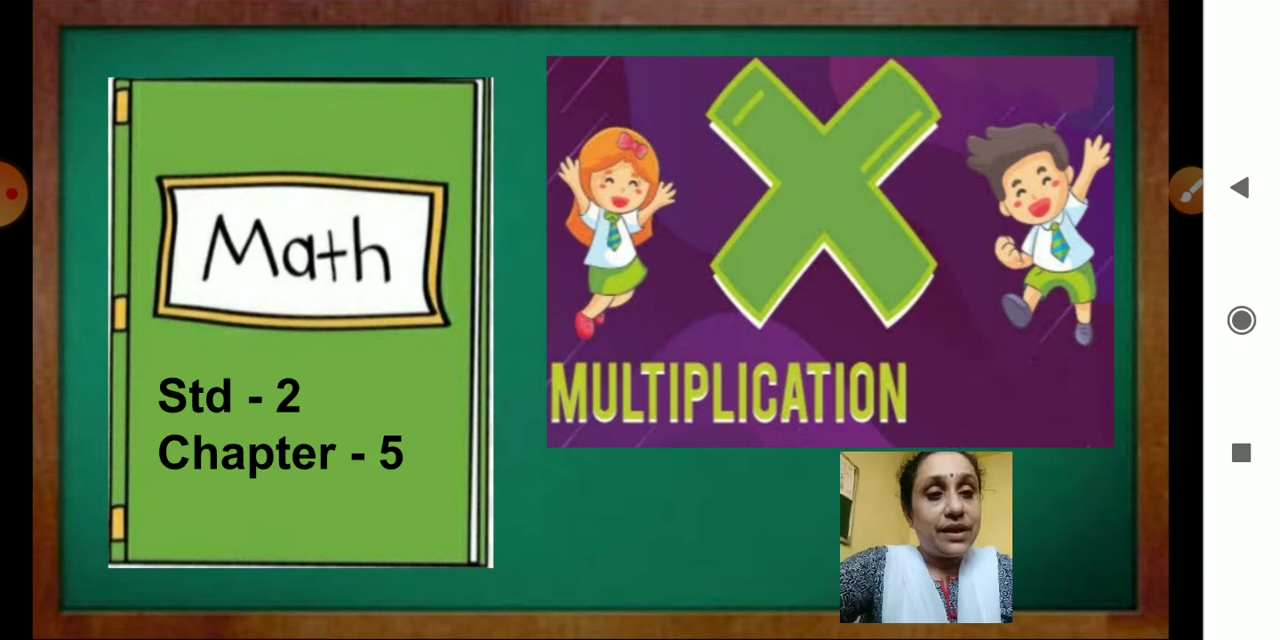 Math
Std - 2
Chapter - 5
X
MULTIPLICATION